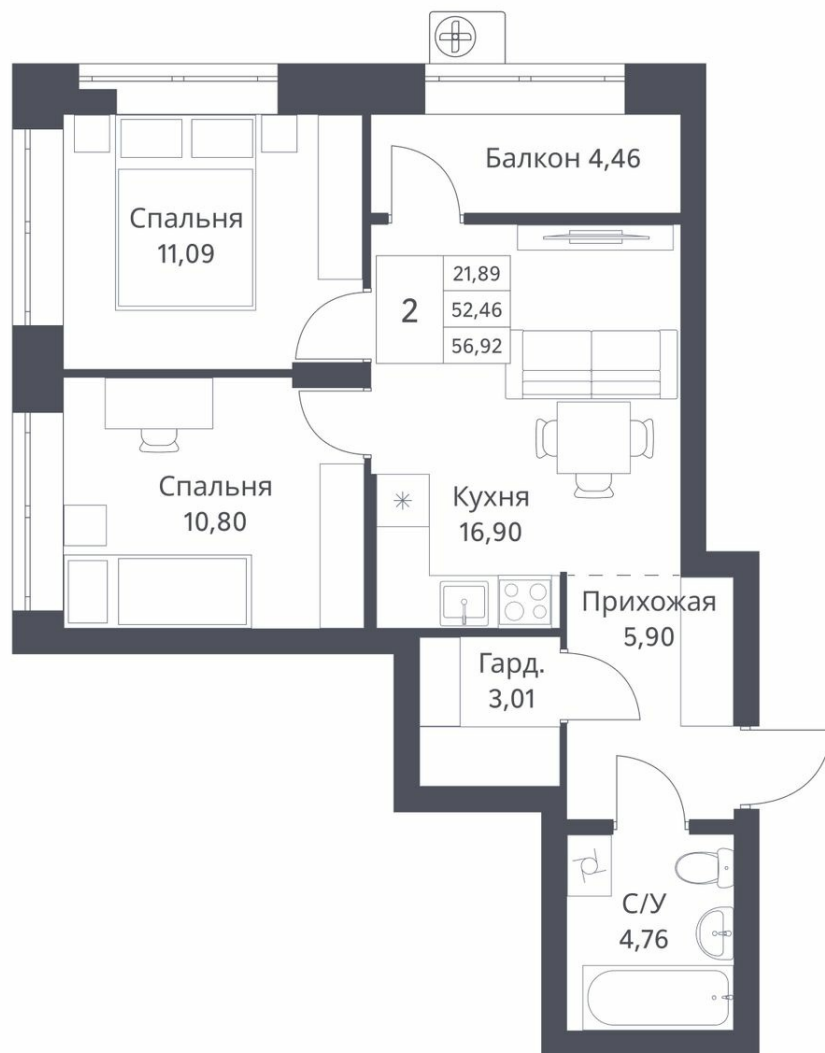 Балкон 4,46
Спальня
11,09
2
21,89
52,46
56,92
Спальня
10,80
Кухня
16,90
Прихожая
5,90
Гард.
3,01
С/У
4,76